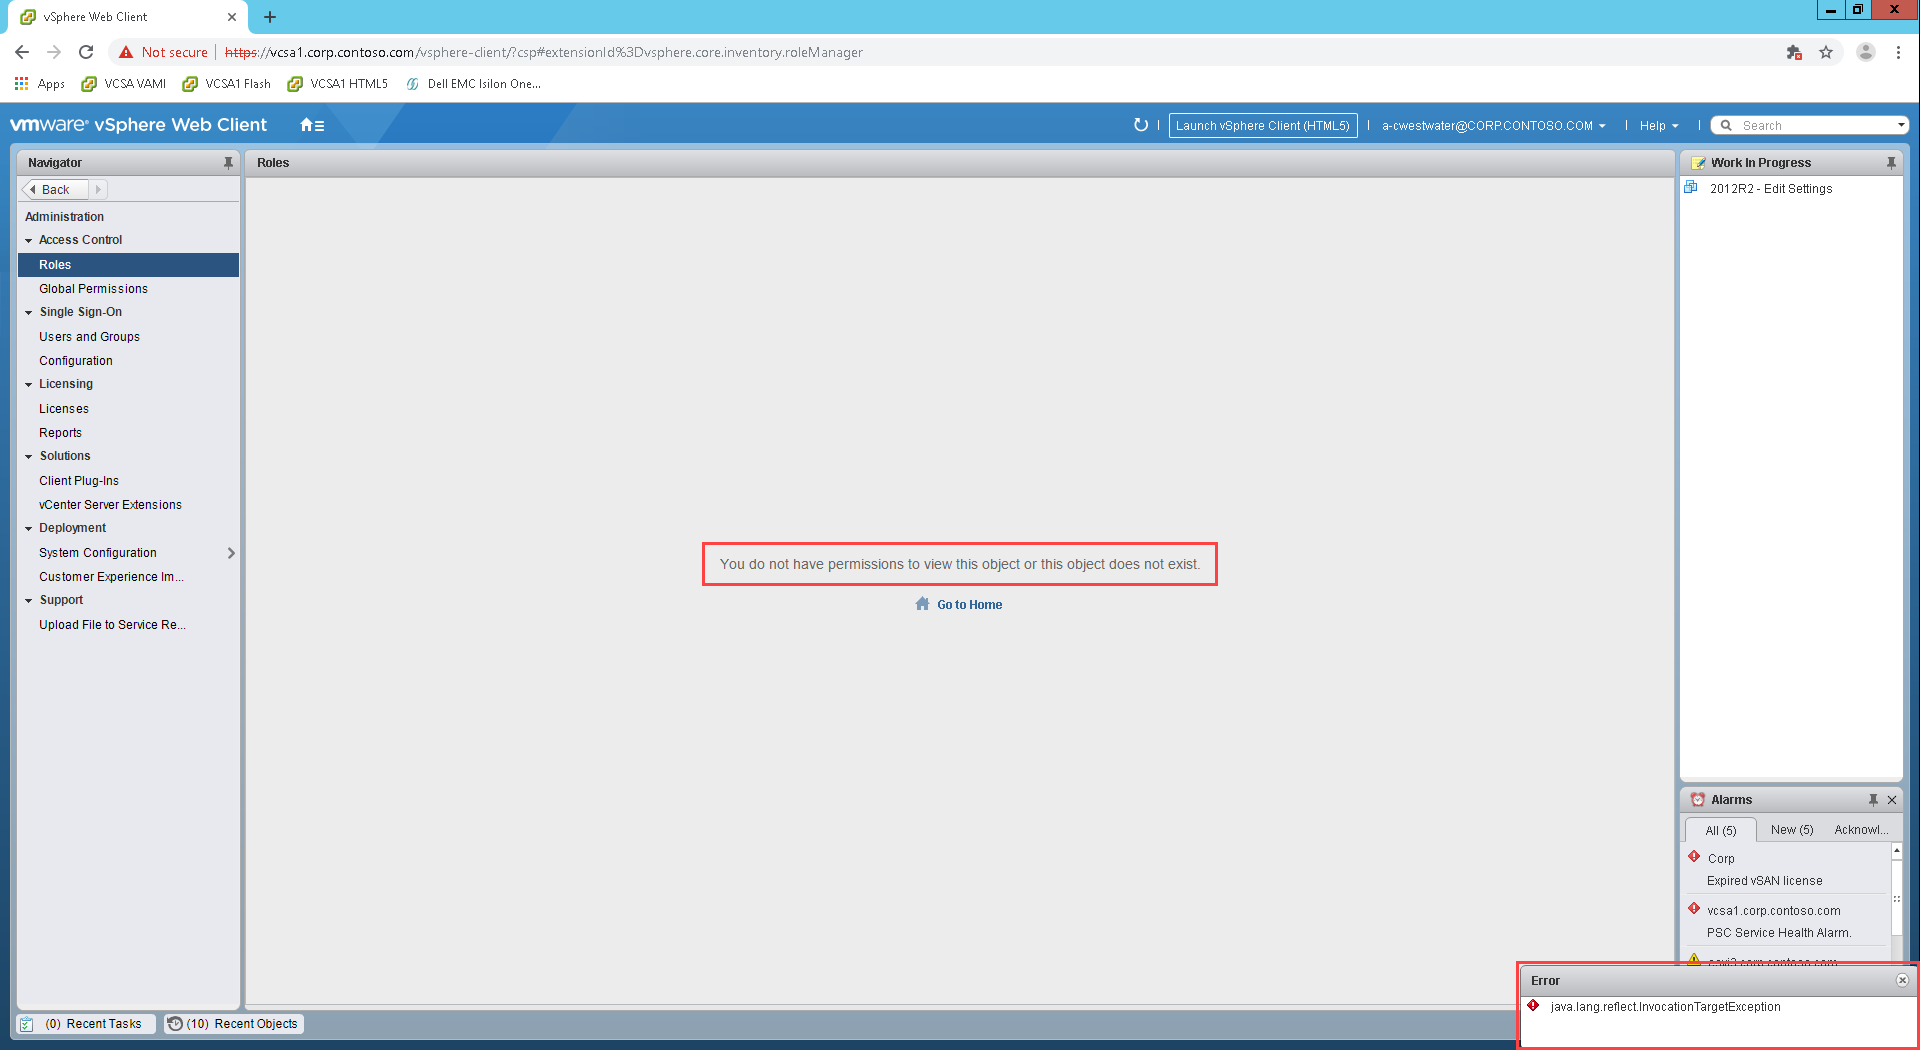 vSphere Web Client
Not secure
https://vcsa1.corp.contoso.com/vsphere-client/?csp#extensionId%3Dvsphere.core.inventory.roleManager
Apps
VCSA VAMI
VCSA1 Flash
VCSA1 HTML5
Dell EMC Isilon One...
vmware® vSphere Web Client
Launch vSphere Client (HTML5)
a-cwestwater@CORP.CONTOSO.COM
Help
Search
Navigator
Back
Administration
Access Control
Roles
Global Permissions
Single Sign-On
Users and Groups
Configuration
Licensing
Licenses
Reports
Solutions
Client Plug-Ins
vCenter Server Extensions
Deployment
System Configuration
Customer Experience Im...
Support
Upload File to Service Re...
Roles
You do not have permissions to view this object or this object does not exist.
Go to Home
Work In Progress
2012R2 - Edit Settings
Alarms
All (5)
New (5)
Acknowl...
Corp
Expired vSAN license
vcsa1.corp.contoso.com
PSC Service Health Alarm.
Error
java.lang.reflect.InvocationTargetException
(0) Recent Tasks
(10) Recent Objects